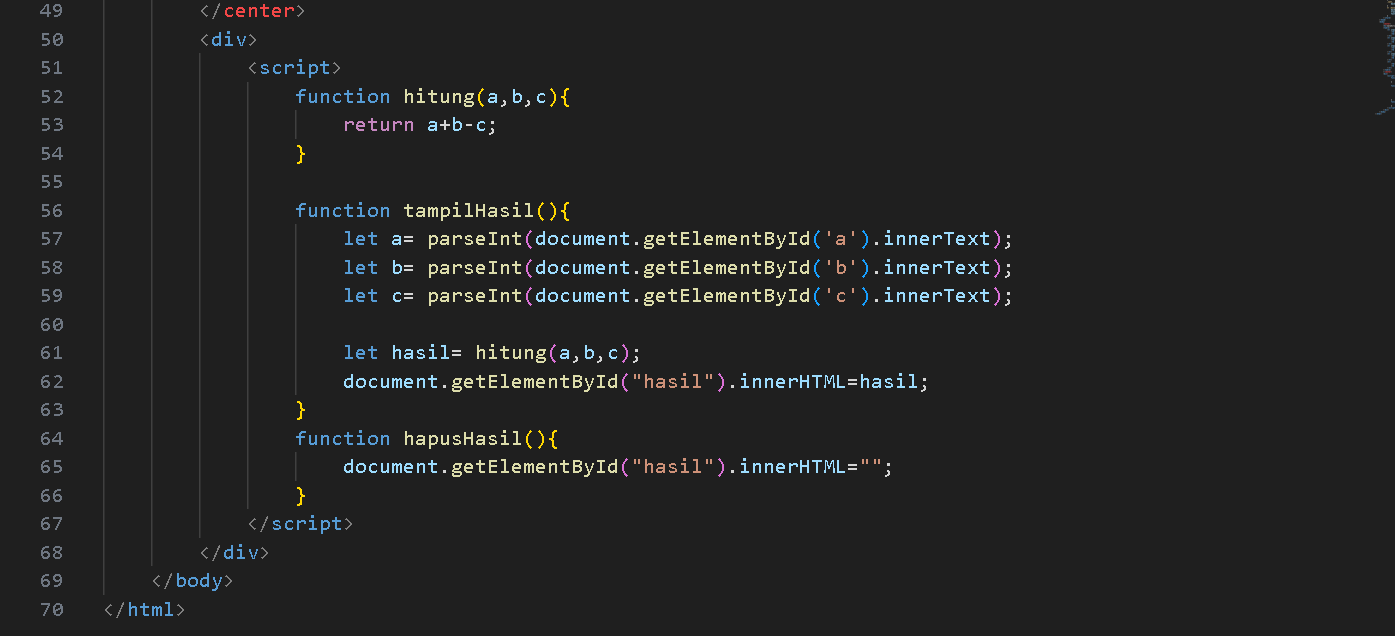 49 </center>
50 <div>
51 <script>
52 function hitung(a,b,c){
53 return a+b-c;
54 }
55
56 function tampilHasil(){
57 let a= parseInt(document.getElementById('a').innerText);
58 let b= parseInt(document.getElementById('b').innerText);
59 let c= parseInt(document.getElementById('c').innerText);
60
61 let hasil= hitung(a,b,c);
62 document.getElementById("hasil").innerHTML=hasil;
63 }
64 function hapusHasil(){
65 document.getElementById("hasil").innerHTML="";
66 }
67 </script>
68 </div>
69 </body>
70 </html>